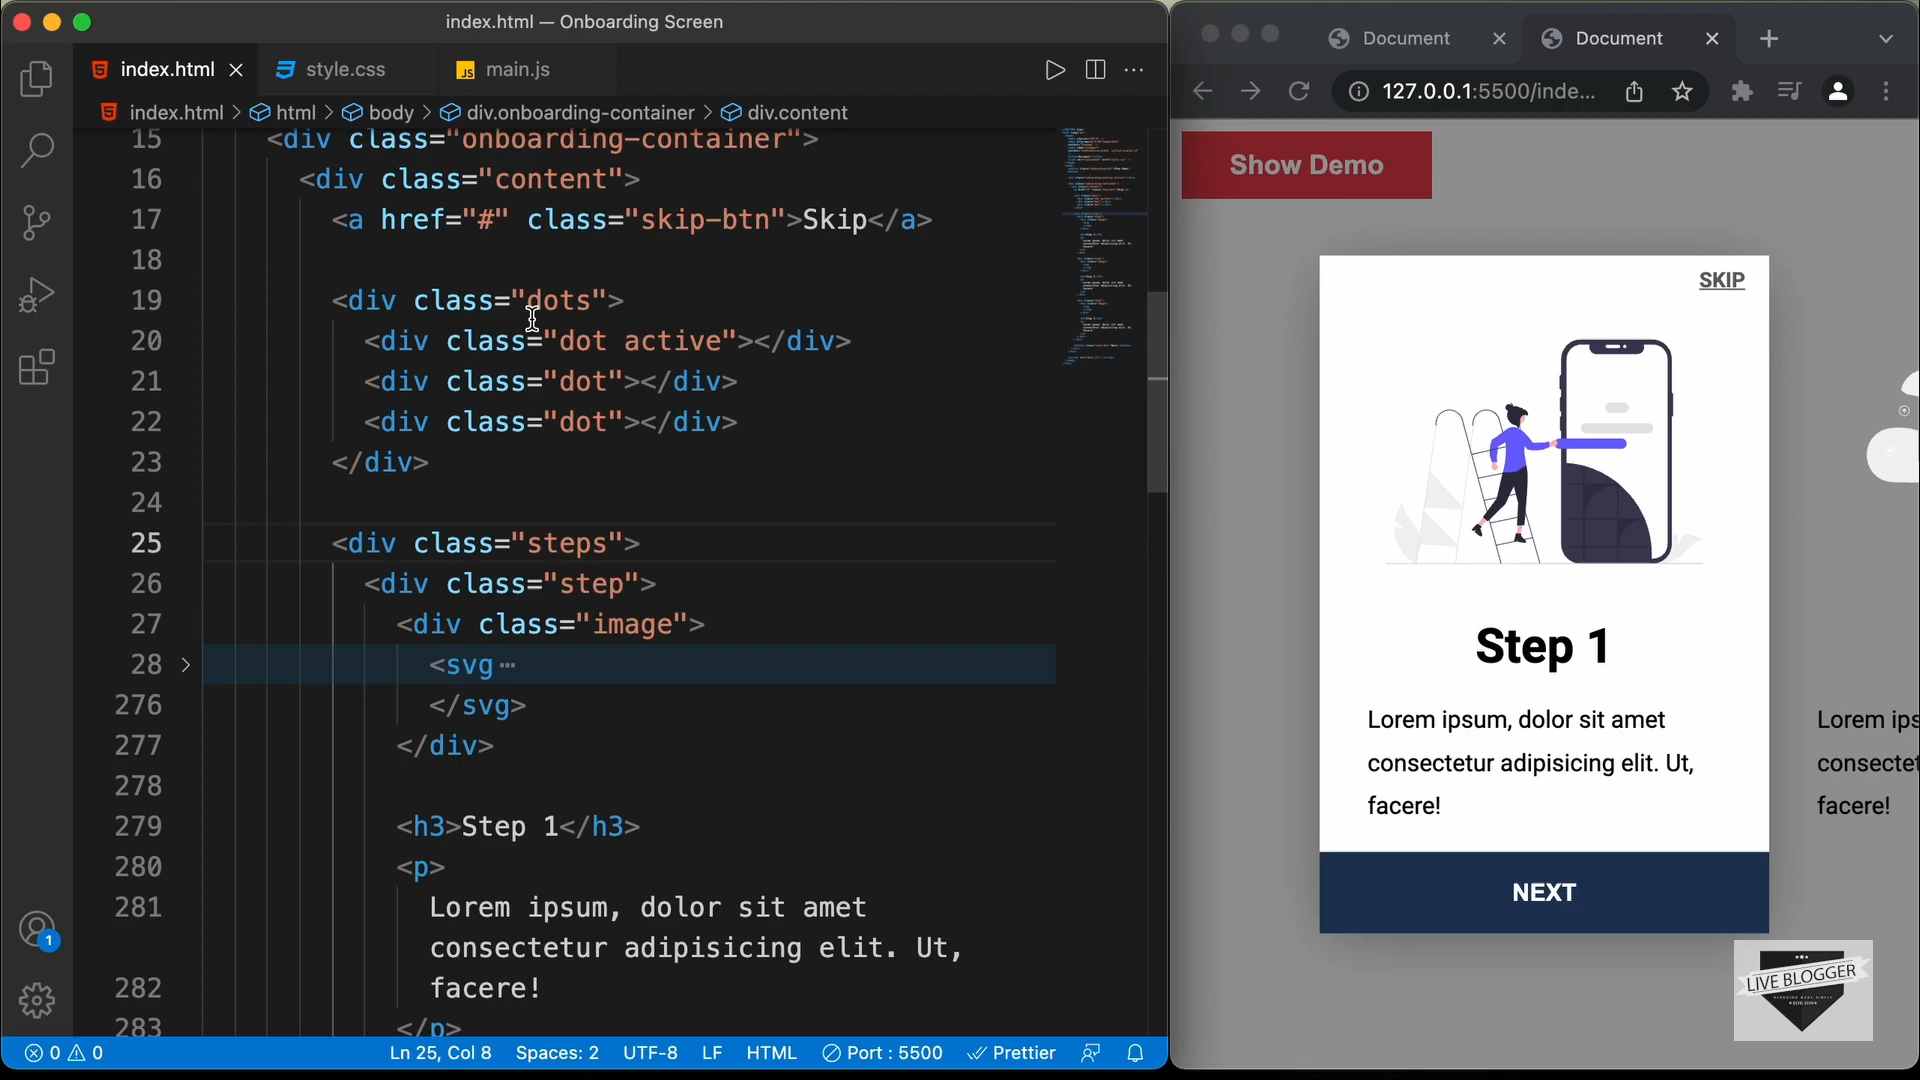 index.html — Onboarding Screen
index.html
style.css
JS main.js
index.html > html > body > div.onboarding-container > div.content
15 <div class="onboarding-container">
16 <div class="content">
17 <a href="#" class="skip-btn">Skip</a>
18
19 <div class="dots">
20 <div class="dot active"></div>
21 <div class="dot"></div>
22 <div class="dot"></div>
23 </div>
24
25 <div class="steps">
26 <div class="step">
27 <div class="image">
28 <svg…
276 </svg>
277 </div>
278
279 <h3>Step 1</h3>
280 <p>
281 Lorem ipsum, dolor sit amet
consectetur adipisicing elit. Ut,
282 facere!
283 </p>
1
0 0
Ln 25, Col 8
Spaces: 2
UTF-8
LF
HTML
Port : 5500
Prettier
Document
Document
127.0.0.1:5500/inde...
Show Demo
SKIP
Step 1
Lorem ipsum, dolor sit amet
consectetur adipisicing elit. Ut,
facere!
Lorem ips
consectet
facere!
NEXT
LIVE BLOGGER